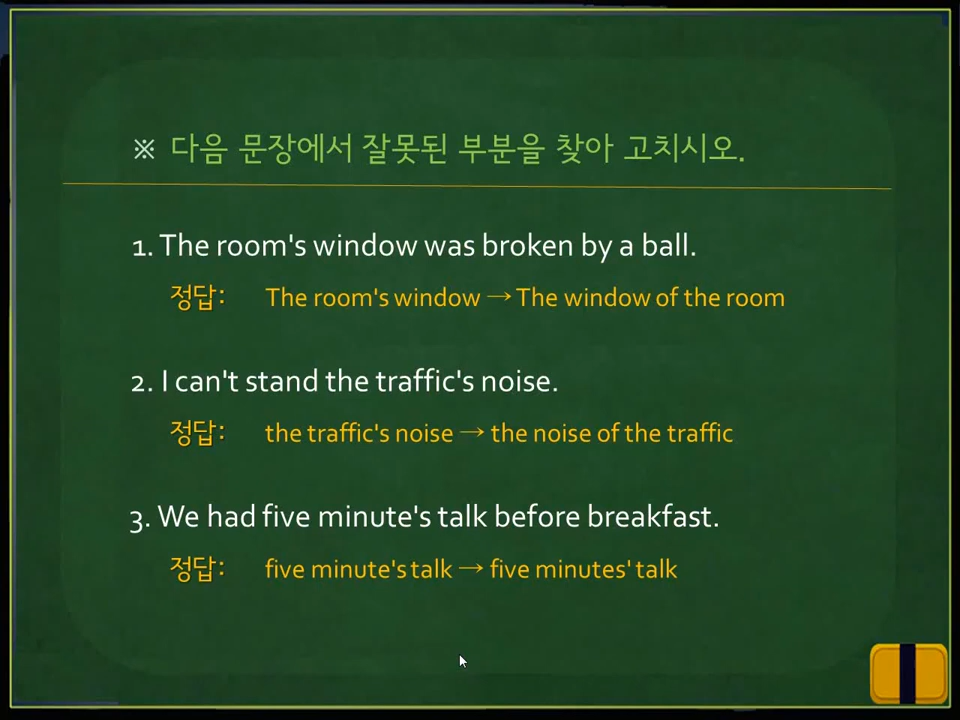 ※ 다음 문장에서 잘못된 부분을 찾아 고치시오.
1. The room's window was broken by a ball.
정답: The room's window → The window of the room
2. I can't stand the traffic's noise.
정답: the traffic's noise → the noise of the traffic
3. We had five minute's talk before breakfast.
정답: five minute's talk → five minutes' talk